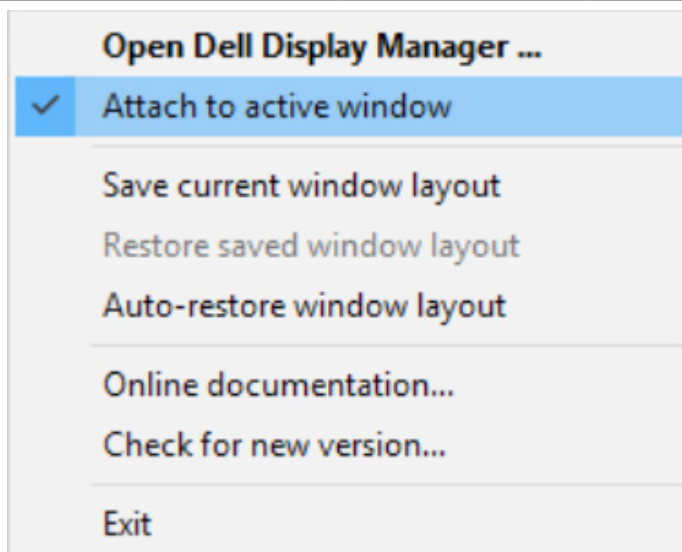 Open Dell Display Manager ...
Attach to active window
Save current window layout
Restore saved window layout
Auto-restore window layout
Online documentation...
Check for new version...
Exit